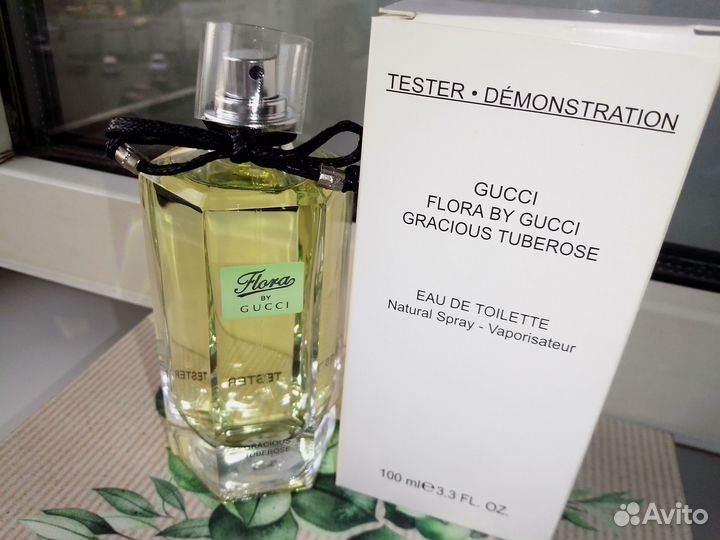 TESTER • DÉMONSTRATION
GUCCI
FLORA BY GUCCI
GRACIOUS TUBEROSE
EAU DE TOILETTE
Natural Spray - Vaporisateur
100 ml℮3.3 FL. OZ.
Flora
BY
GUCCI
TESTER
TESTER
GRACIOUS
TUBEROSE
Avito